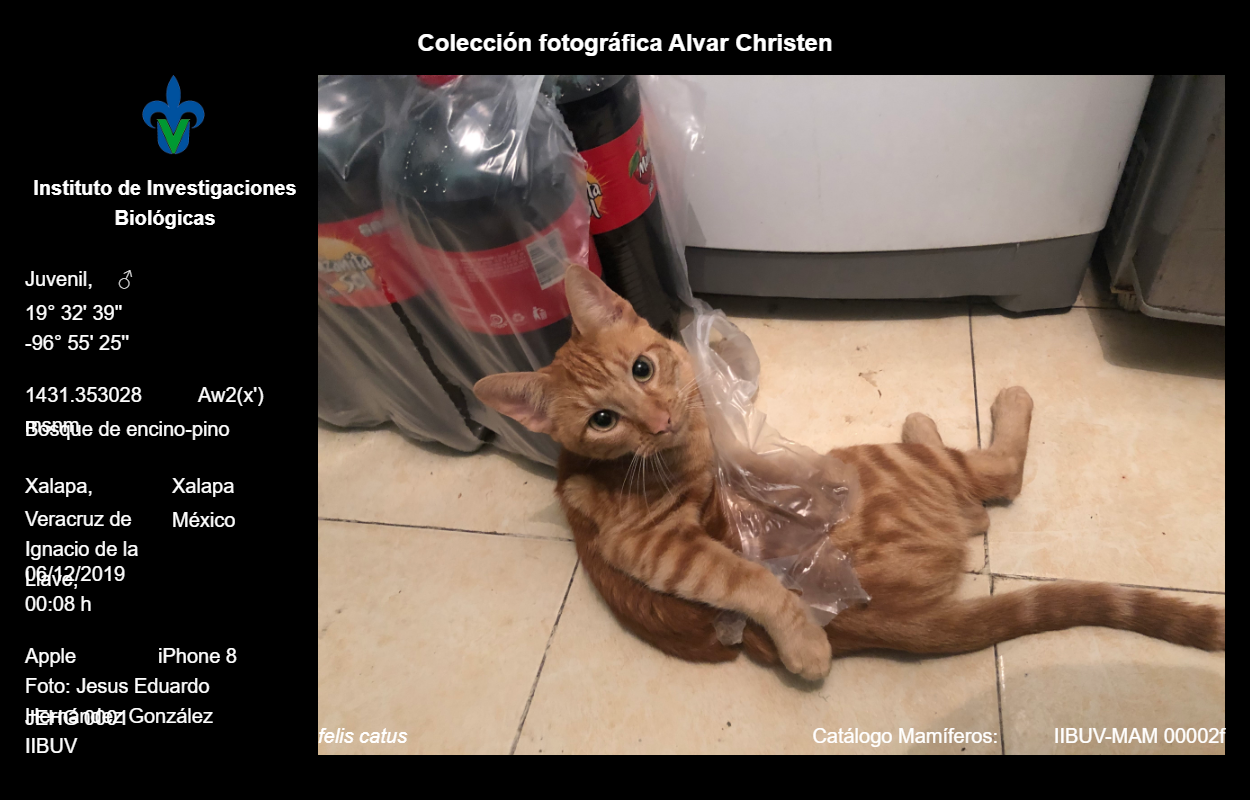 Colección fotográfica Alvar Christen
V
Instituto de Investigaciones
Biológicas
Juvenil, ♂
19° 32' 39"
-96° 55' 25"
1431.353028 Aw2(x')
msnm
Bosque de encino-pino
Xalapa, Xalapa
Veracruz de México
Ignacio de la
Llave,
06/12/2019
00:08 h
Apple iPhone 8
Foto: Jesus Eduardo
Hernández González
JEHG 0001
IIBUV
felis catus
Catálogo Mamíferos: IIBUV-MAM 00002f